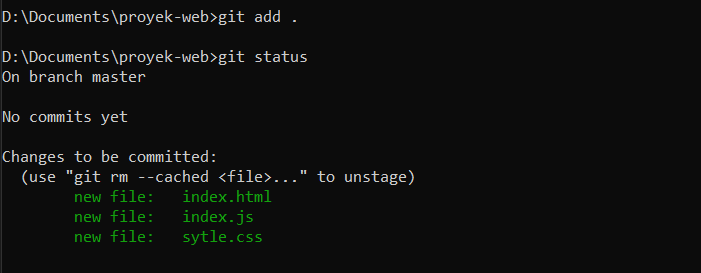 D:\Documents\proyek-web>git add .
D:\Documents\proyek-web>git status
On branch master
No commits yet
Changes to be committed:
  (use "git rm --cached <file>..." to unstage)
        new file:   index.html
        new file:   index.js
        new file:   sytle.css